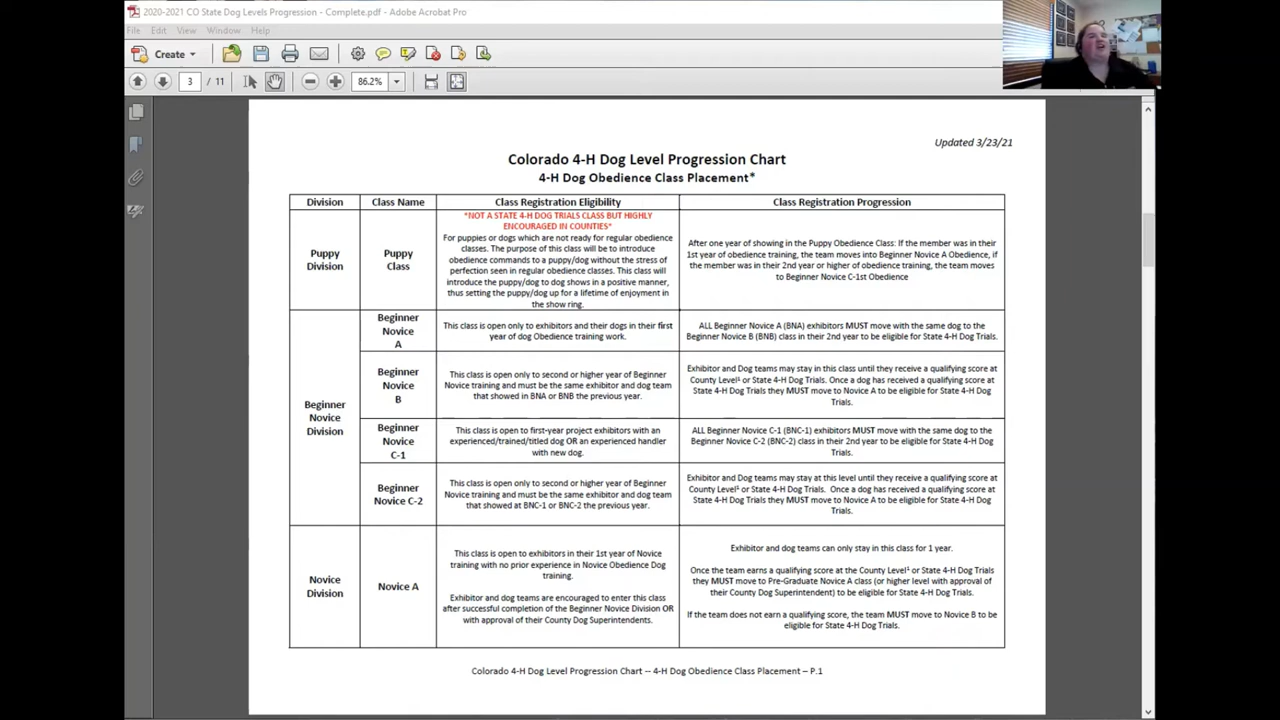 2020-2021 CO State Dog Levels Progression - Complete.pdf - Adobe Acrobat Pro
File Edit View Window Help
Create
3 / 11 86.2%
Updated 3/23/21
Colorado 4-H Dog Level Progression Chart
4-H Dog Obedience Class Placement*
Division Class Name Class Registration Eligibility Class Registration Progression
Puppy
Division
Puppy
Class
*NOT A STATE 4-H DOG TRIALS CLASS BUT HIGHLY
ENCOURAGED IN COUNTIES*
For puppies or dogs which are not ready for regular obedience
classes. The purpose of this class will be to introduce
obedience commands to a puppy/dog without the stress of
perfection seen in regular obedience classes. This class will
introduce the puppy/dog to dog shows in a positive manner,
thus setting the puppy/dog up for a lifetime of enjoyment in
the show ring.
After one year of showing in the Puppy Obedience Class: If the member was in their
1st year of obedience training, the team moves into Beginner Novice A Obedience, if
the member was in their 2nd year or higher of obedience training, the team moves
to Beginner Novice C-1st Obedience
Beginner
Novice
Division
Beginner
Novice
A
This class is open only to exhibitors and their dogs in their first
year of dog Obedience training work.
ALL Beginner Novice A (BNA) exhibitors MUST move with the same dog to the
Beginner Novice B (BNB) class in their 2nd year to be eligible for State 4-H Dog Trials.
Beginner
Novice
B
This class is open only to second or higher year of Beginner
Novice training and must be the same exhibitor and dog team
that showed in BNA or BNB the previous year.
Exhibitor and Dog teams may stay in this class until they receive a qualifying score at
County Level¹ or State 4-H Dog Trials. Once a dog has received a qualifying score at
State 4-H Dog Trials they MUST move to Novice A to be eligible for State 4-H Dog
Trials.
Beginner
Novice
C-1
This class is open to first-year project exhibitors with an
experienced/trained/titled dog OR an experienced handler
with new dog.
ALL Beginner Novice C-1 (BNC-1) exhibitors MUST move with the same dog to the
Beginner Novice C-2 (BNC-2) class in their 2nd year to be eligible for State 4-H Dog
Trials.
Beginner
Novice C-2
This class is open only to second or higher year of Beginner
Novice training and must be the same exhibitor and dog team
that showed at BNC-1 or BNC-2 the previous year.
Exhibitor and Dog teams may stay at this level until they receive a qualifying score at
County Level¹ or State 4-H Dog Trials. Once a dog has received a qualifying score at
State 4-H Dog Trials they MUST move to Novice A to be eligible for State 4-H Dog
Trials.
Novice
Division
Novice A
This class is open to exhibitors in their 1st year of Novice
training with no prior experience in Novice Obedience Dog
training.
Exhibitor and dog teams are encouraged to enter this class
after successful completion of the Beginner Novice Division OR
with approval of their County Dog Superintendents.
Exhibitor and dog teams can only stay in this class for 1 year.
Once the team earns a qualifying score at the County Level¹ or State 4-H Dog Trials
they MUST move to Pre-Graduate Novice A class (or higher level with approval of
their County Dog Superintendent) to be eligible for State 4-H Dog Trials.
If the team does not earn a qualifying score, the team MUST move to Novice B to be
eligible for State 4-H Dog Trials.
Colorado 4-H Dog Level Progression Chart -- 4-H Dog Obedience Class Placement – P.1